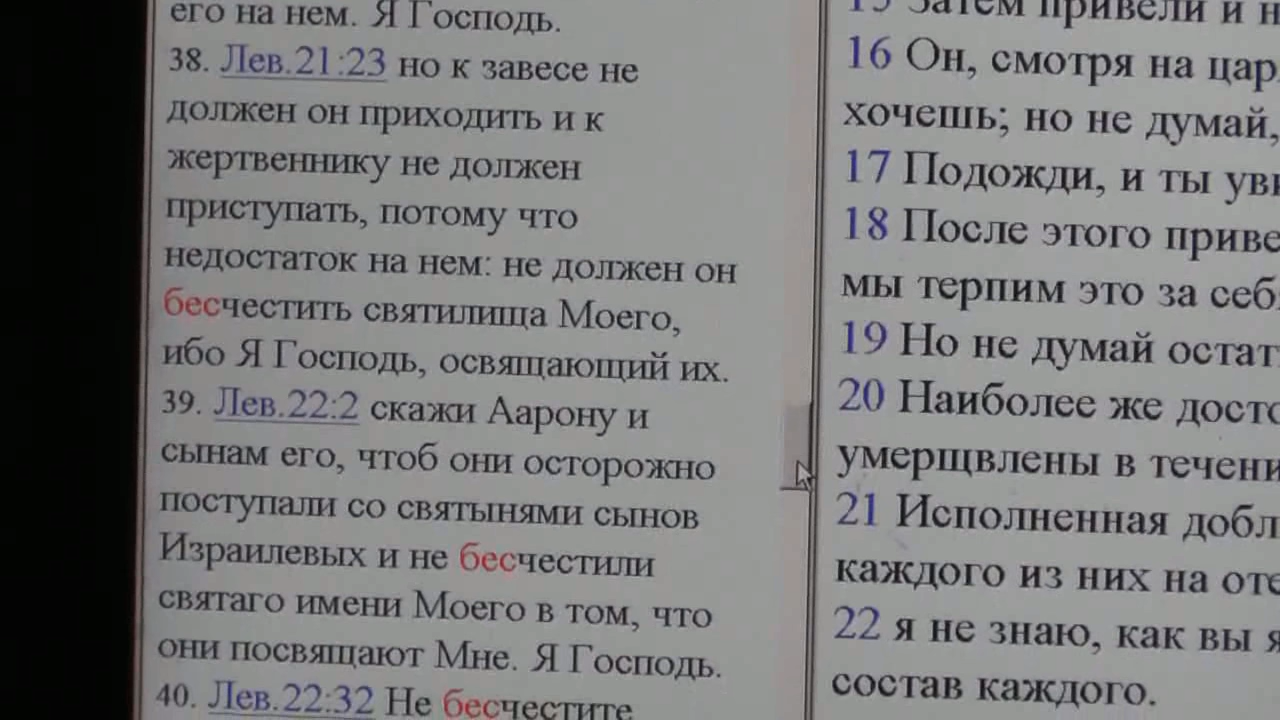 его на нем. Я Господь.
38. Лев.21:23 но к завесе не
должен он приходить и к
жертвеннику не должен
приступать, потому что
недостаток на нем: не должен он
бесчестить святилища Моего,
ибо Я Господь, освящающий их.
39. Лев.22:2 скажи Аарону и
сынам его, чтоб они осторожно
поступали со святынями сынов
Израилевых и не бесчестили
святаго имени Моего в том, что
они посвящают Мне. Я Господь.
40. Лев.22:32 Не бесчестите
15 Затем привели и н
16 Он, смотря на цар
хочешь; но не думай,
17 Подожди, и ты уви
18 После этого приве
мы терпим это за себ
19 Но не думай остат
20 Наиболее же досто
умерщвлены в течени
21 Исполненная добл
каждого из них на оте
22 я не знаю, как вы я
состав каждого.